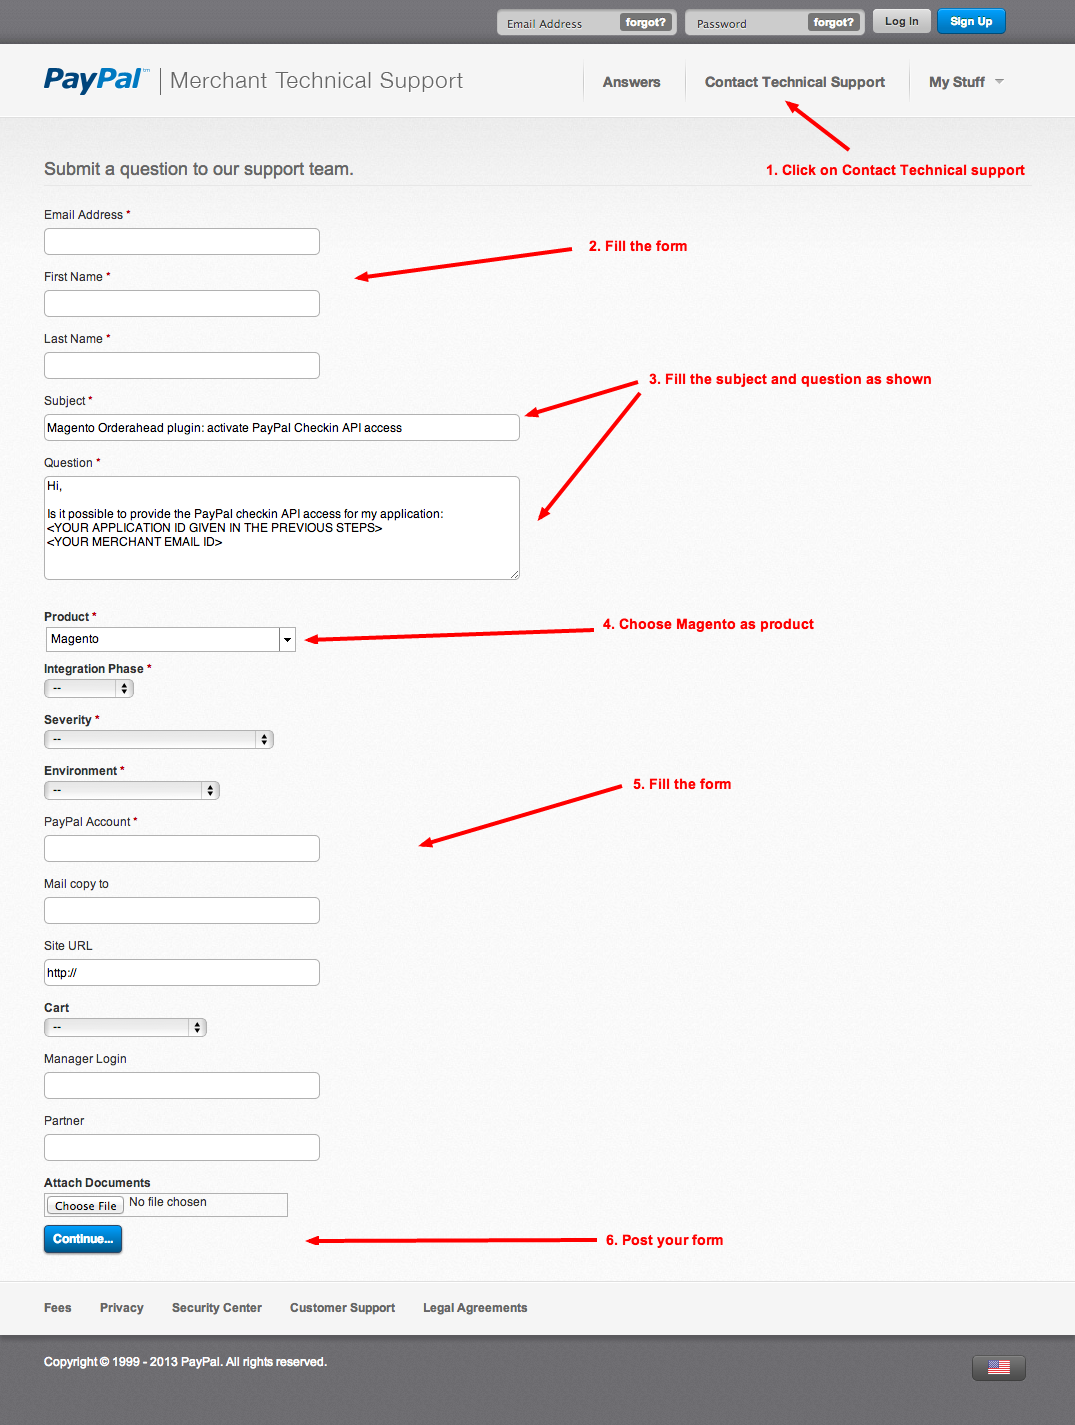 Email Address forgot? Password forgot? Log In Sign Up
PayPal™ | Merchant Technical Support Answers Contact Technical Support My Stuff
1. Click on Contact Technical support
Submit a question to our support team.
Email Address *
2. Fill the form
First Name *
Last Name *
3. Fill the subject and question as shown
Subject *
Magento Orderahead plugin: activate PayPal Checkin API access
Question *
Hi,
Is it possible to provide the PayPal checkin API access for my application:
<YOUR APPLICATION ID GIVEN IN THE PREVIOUS STEPS>
<YOUR MERCHANT EMAIL ID>
Product *
4. Choose Magento as product
Magento
Integration Phase *
--
Severity *
--
Environment *
--
5. Fill the form
PayPal Account *
Mail copy to
Site URL
http://
Cart
--
Manager Login
Partner
Attach Documents
Choose File No file chosen
Continue...
6. Post your form
Fees Privacy Security Center Customer Support Legal Agreements
Copyright © 1999 - 2013 PayPal. All rights reserved.